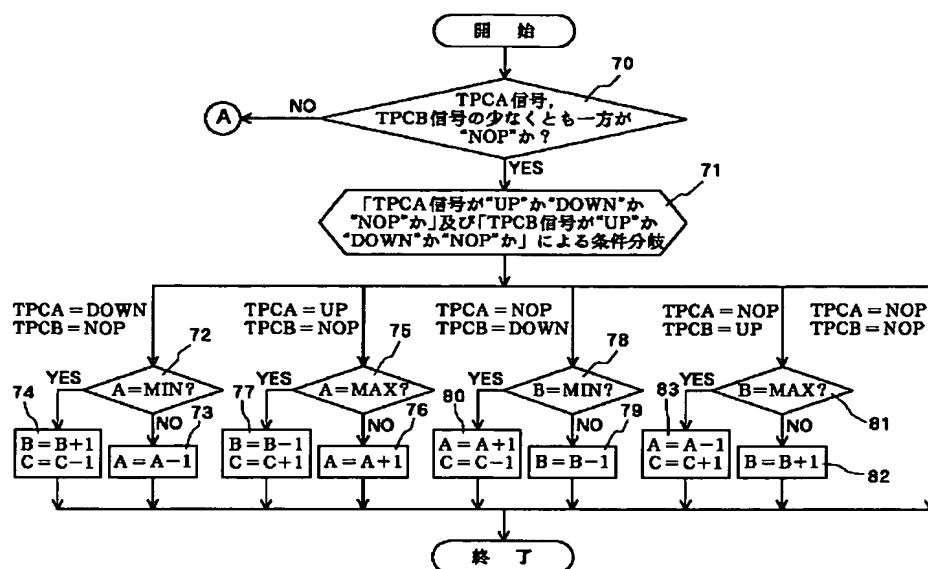 開 始
70
TPCA信号,
TPCB信号の少なくとも一方が
“NOP”か?
NO
A
YES
71
「TPCA信号が“UP”か“DOWN”か
“NOP”か」及び「TPCB信号が“UP”か
“DOWN”か“NOP”か」による条件分岐
TPCA=DOWN
TPCB=NOP
TPCA=UP
TPCB=NOP
TPCA=NOP
TPCB=DOWN
TPCA=NOP
TPCB=UP
TPCA=NOP
TPCB=NOP
72
75
78
YES
A=MIN?
YES
A=MAX?
YES
B=MIN?
YES
B=MAX?
74
NO
73
77
NO
76
80
NO
79
83
NO
81
B=B+1
C=C-1
A=A-1
B=B-1
C=C+1
A=A+1
A=A+1
C=C-1
B=B-1
A=A-1
C=C+1
B=B+1
82
終 了